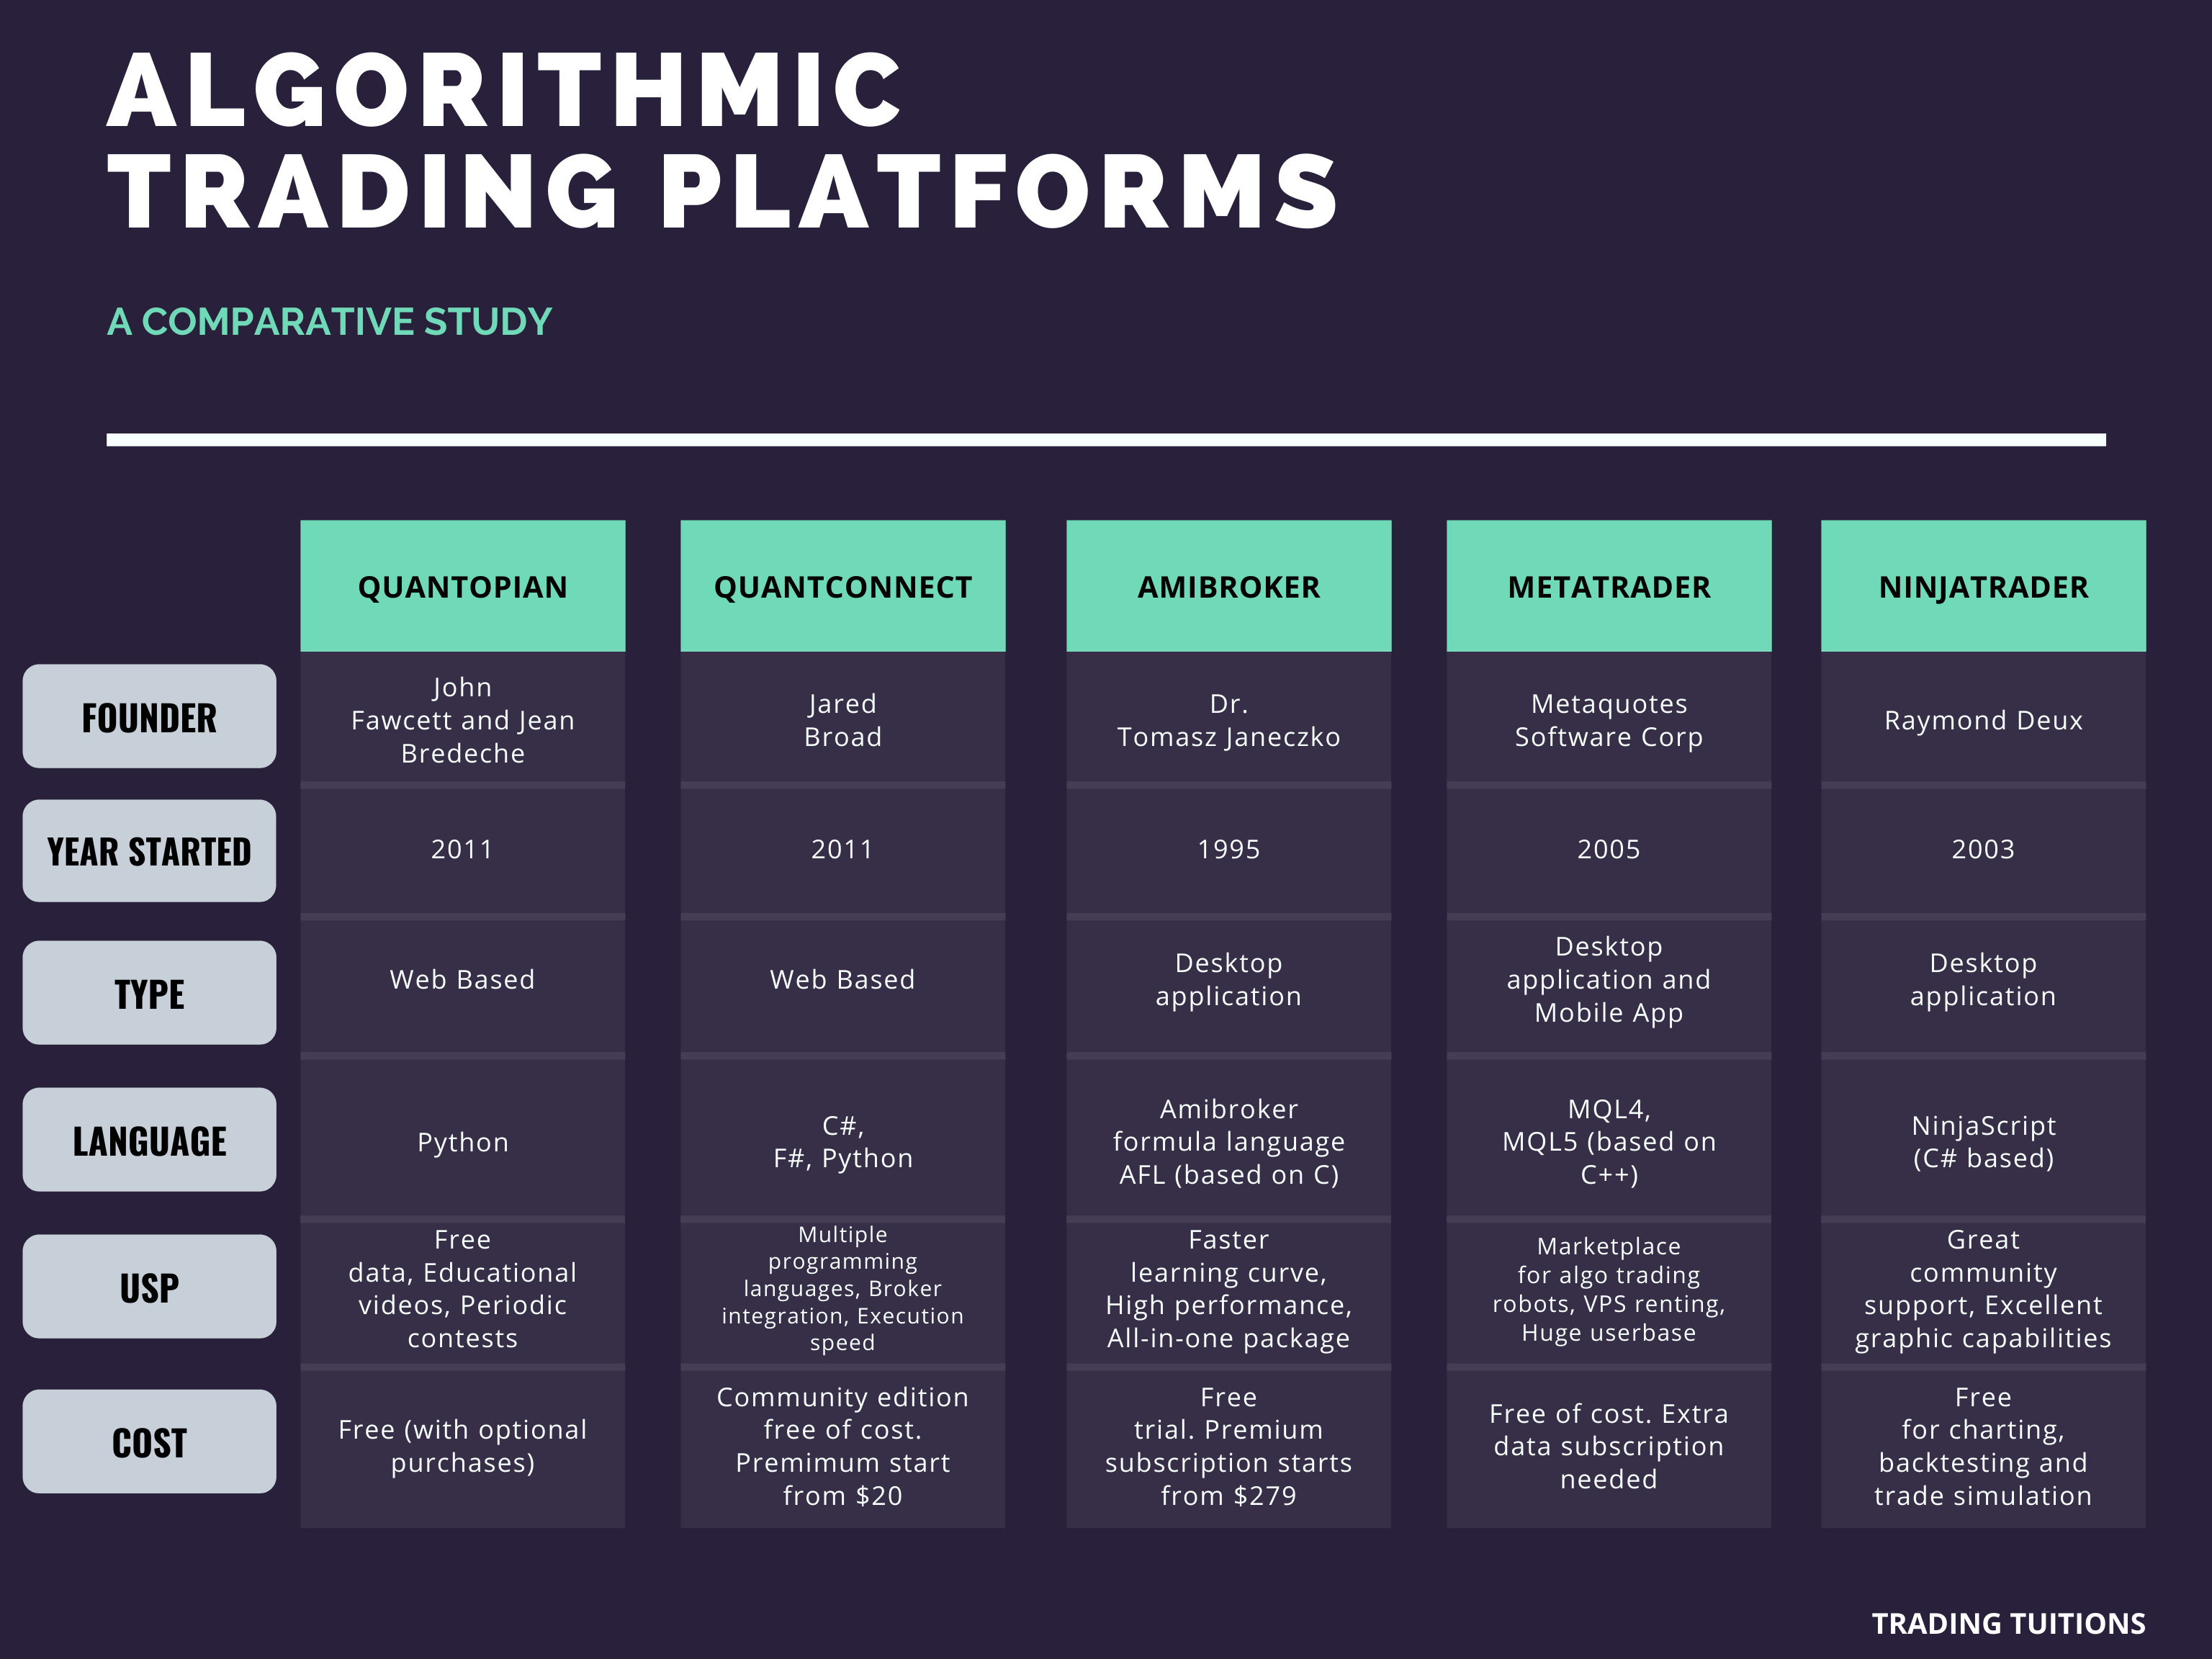 ALGORITHMIC
TRADING PLATFORMS
A COMPARATIVE STUDY
QUANTOPIAN
QUANTCONNECT
AMIBROKER
METATRADER
NINJATRADER
FOUNDER
John
Fawcett and Jean
Bredeche
Jared
Broad
Dr.
Tomasz Janeczko
Metaquotes
Software Corp
Raymond Deux
YEAR STARTED
2011
2011
1995
2005
2003
TYPE
Web Based
Web Based
Desktop
application
Desktop
application and
Mobile App
Desktop
application
LANGUAGE
Python
C#,
F#, Python
Amibroker
formula language
AFL (based on C)
MQL4,
MQL5 (based on
C++)
NinjaScript
(C# based)
USP
Free
data, Educational
videos, Periodic
contests
Multiple
programming
languages, Broker
integration, Execution
speed
Faster
learning curve,
High performance,
All-in-one package
Marketplace
for algo trading
robots, VPS renting,
Huge userbase
Great
community
support, Excellent
graphic capabilities
COST
Free (with optional
purchases)
Community edition
free of cost.
Premimum start
from $20
Free
trial. Premium
subscription starts
from $279
Free of cost. Extra
data subscription
needed
Free
for charting,
backtesting and
trade simulation
TRADING TUITIONS